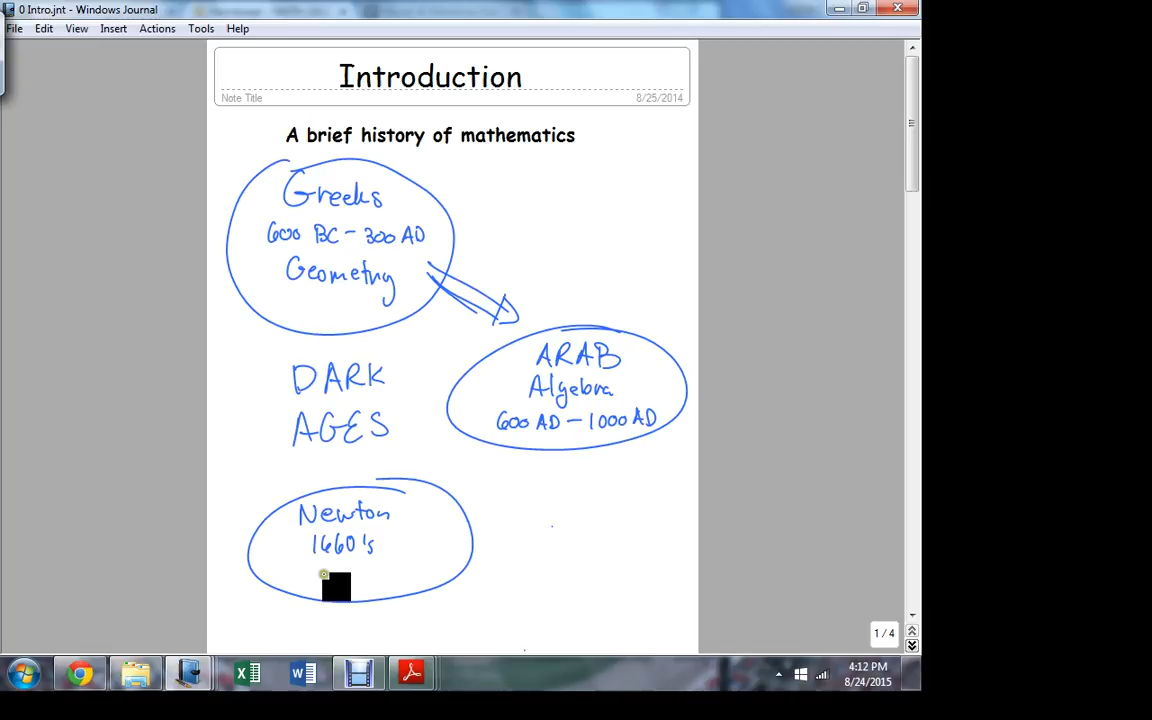 0 Intro.jnt - Windows Journal
File Edit View Insert Actions Tools Help
Introduction
Note Title
8/25/2014
A brief history of mathematics
Greeks
600 BC - 300 AD
Geometry
DARK
AGES
ARAB
Algebra
600 AD - 1000 AD
Newton
1660's
1 / 4
4:12 PM
8/24/2015